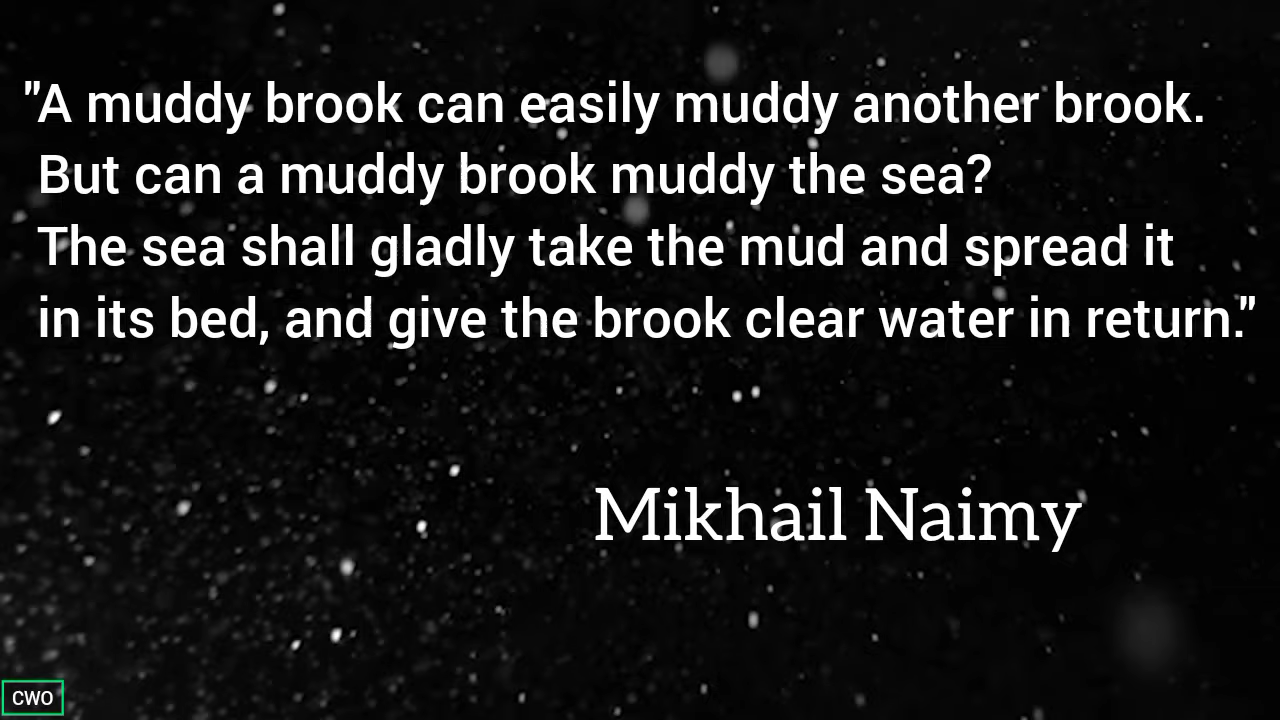 "A muddy brook can easily muddy another brook.
But can a muddy brook muddy the sea?
The sea shall gladly take the mud and spread it
in its bed, and give the brook clear water in return."
Mikhail Naimy
CWO